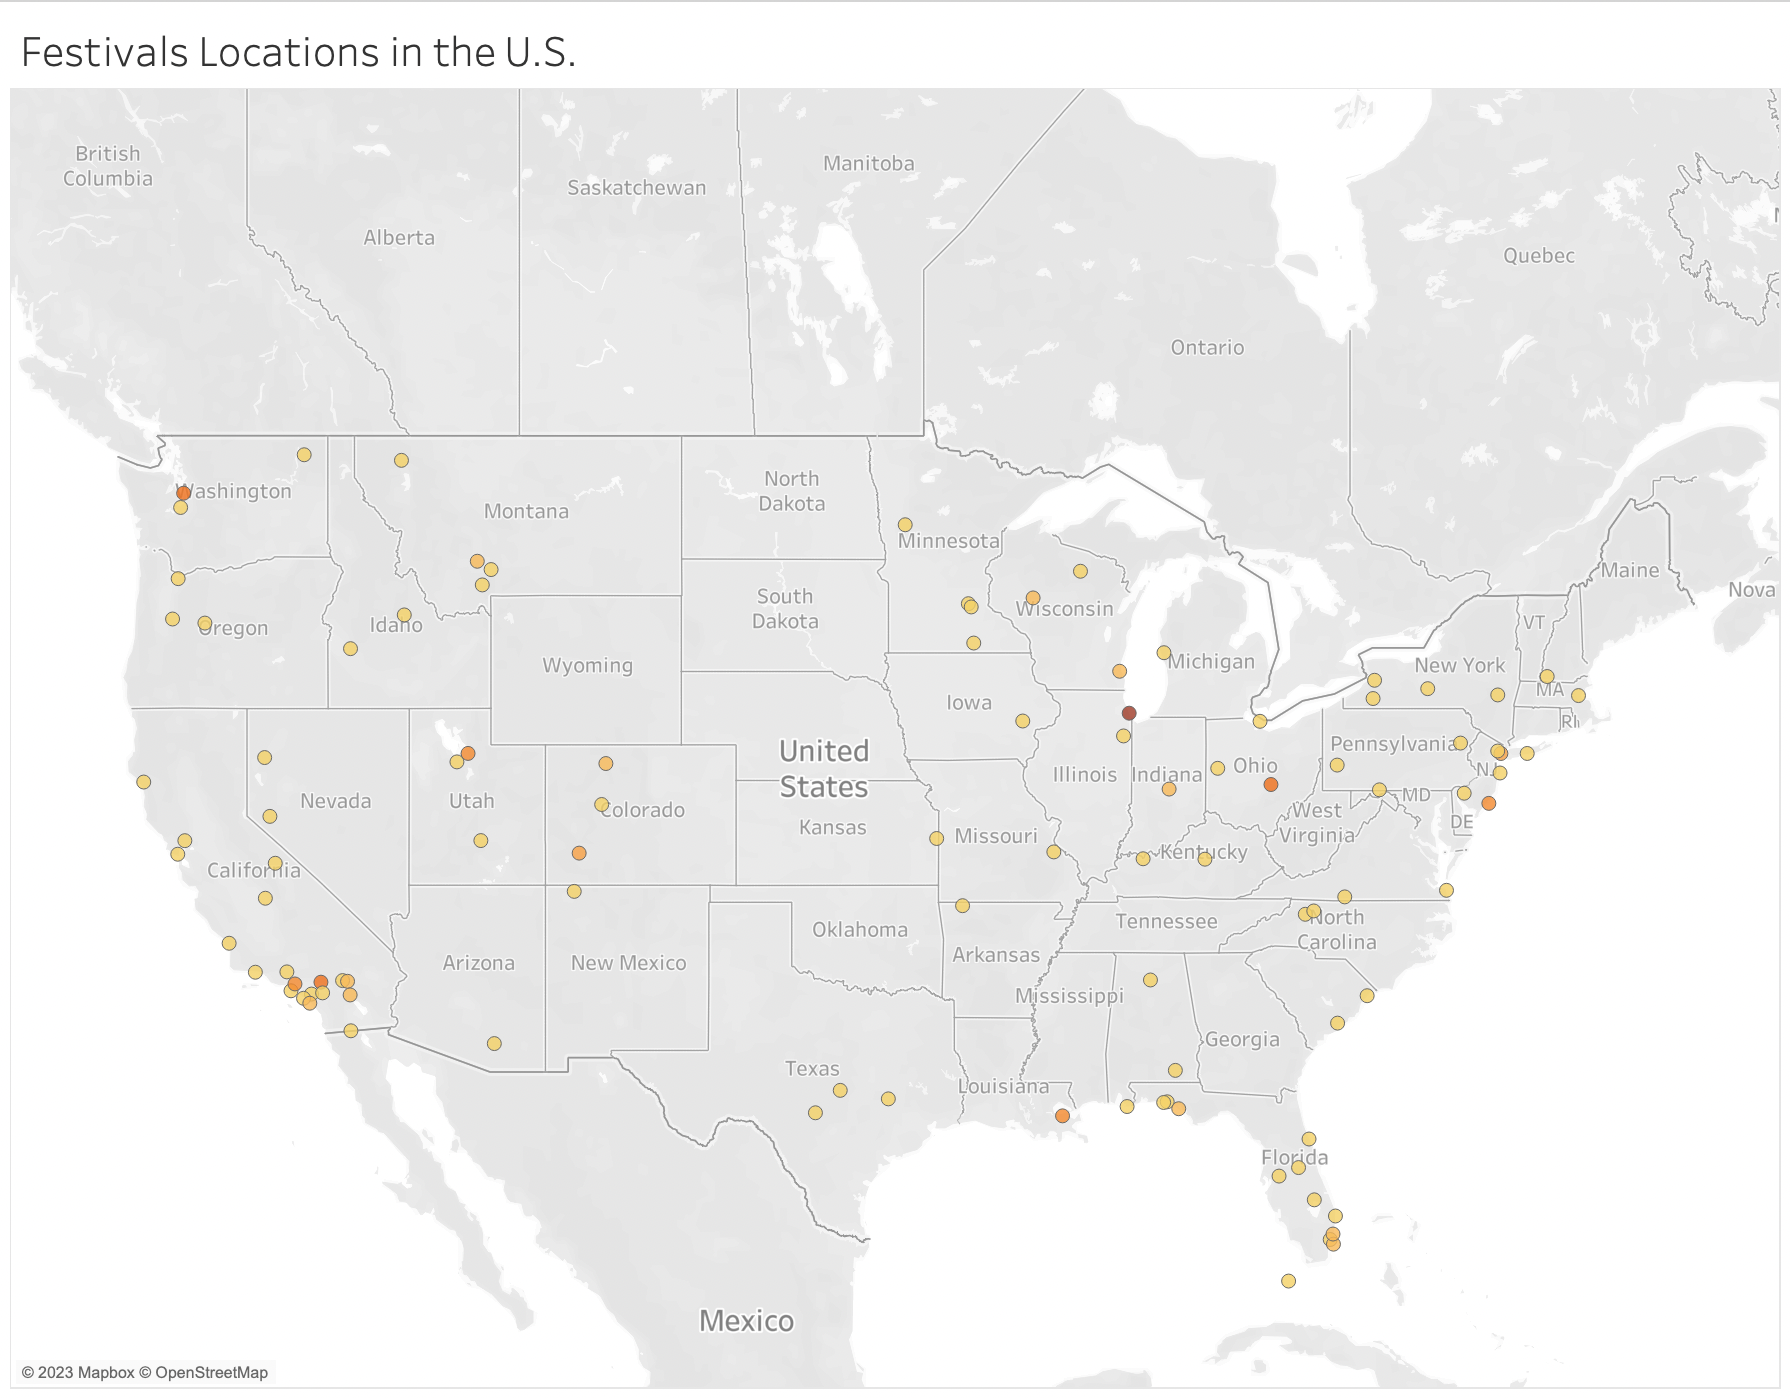 Festivals Locations in the U.S.
British
Columbia
Alberta
Saskatchewan
Manitoba
Ontario
Quebec
Washington
Montana
North
Dakota
Minnesota
Maine
Nova
Oregon
Idaho
South
Dakota
Wisconsin
VT
Wyoming
Michigan
New York
MA
Iowa
RI
United
States
Pennsylvania
Nevada
Utah
Colorado
Kansas
Illinois
Indiana
Ohio
NJ
MD
West
Virginia
DE
California
Missouri
Kentucky
Arizona
New Mexico
Oklahoma
Arkansas
Tennessee
North
Carolina
Mississippi
Georgia
Texas
Louisiana
Florida
Mexico
© 2023 Mapbox © OpenStreetMap